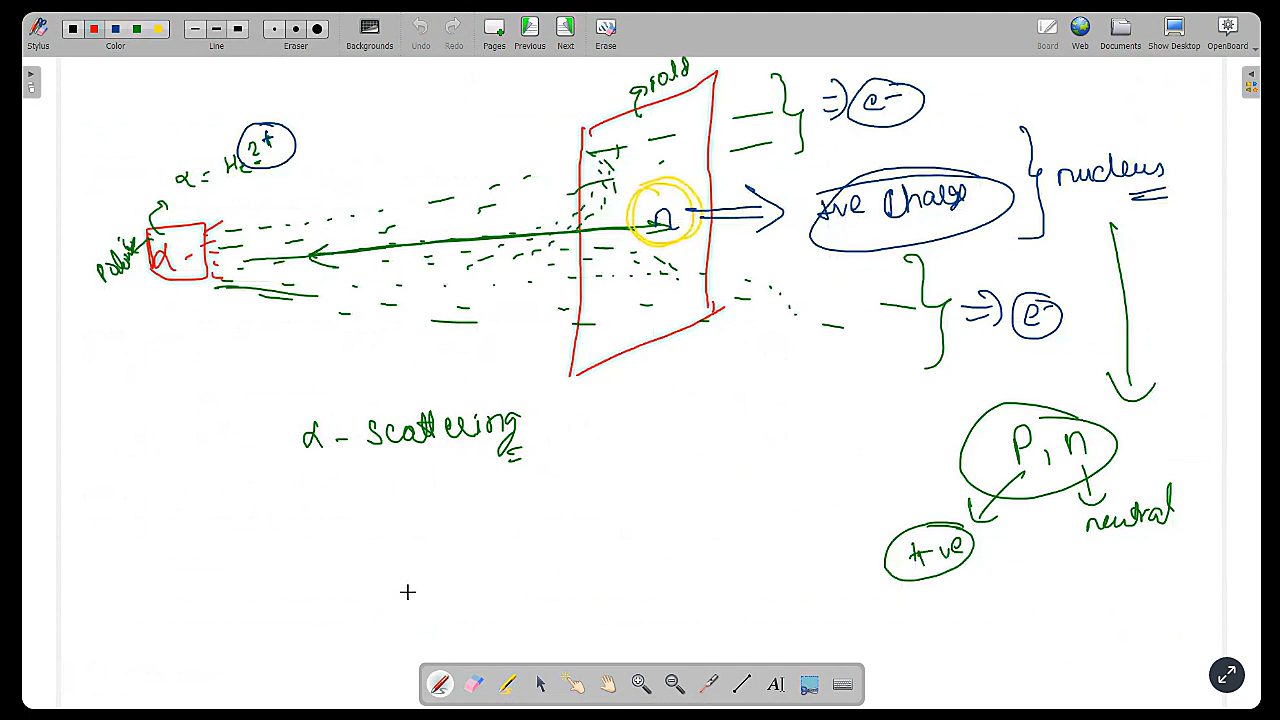 Stylus
Color
Line
Eraser
Backgrounds
Undo
Redo
Pages
Previous
Next
Erase
Board
Web
Documents
Show Desktop
OpenBoard
gold
e-
α = He 2+
nucleus
+ve Charge
n
α -
e-
α - scattering
P, n
neutral
+ve